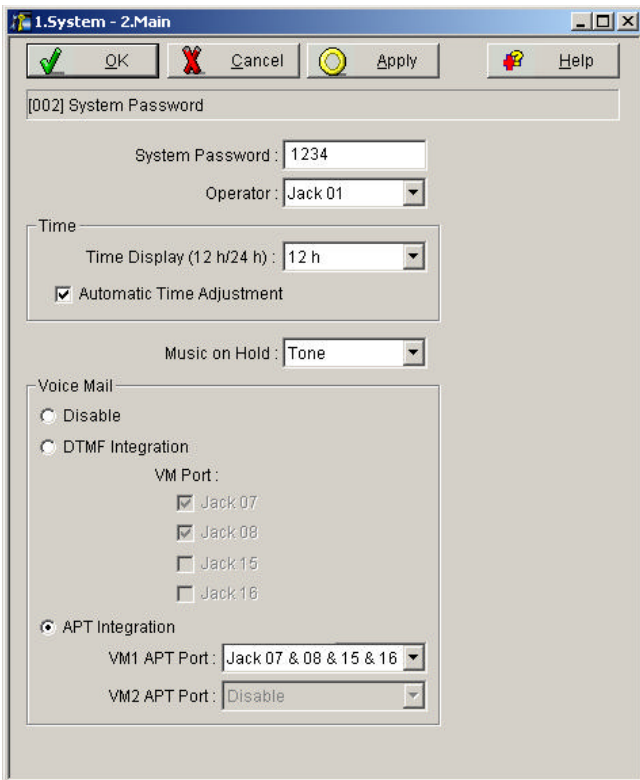 1.System - 2.Main
OK Cancel Apply Help
[002] System Password
System Password : 1234
Operator : Jack 01
Time
Time Display (12 h/24 h) : 12 h
Automatic Time Adjustment
Music on Hold : Tone
Voice Mail
Disable
DTMF Integration
VM Port :
Jack 07
Jack 08
Jack 15
Jack 16
APT Integration
VM1 APT Port : Jack 07 & 08 & 15 & 16
VM2 APT Port : Disable